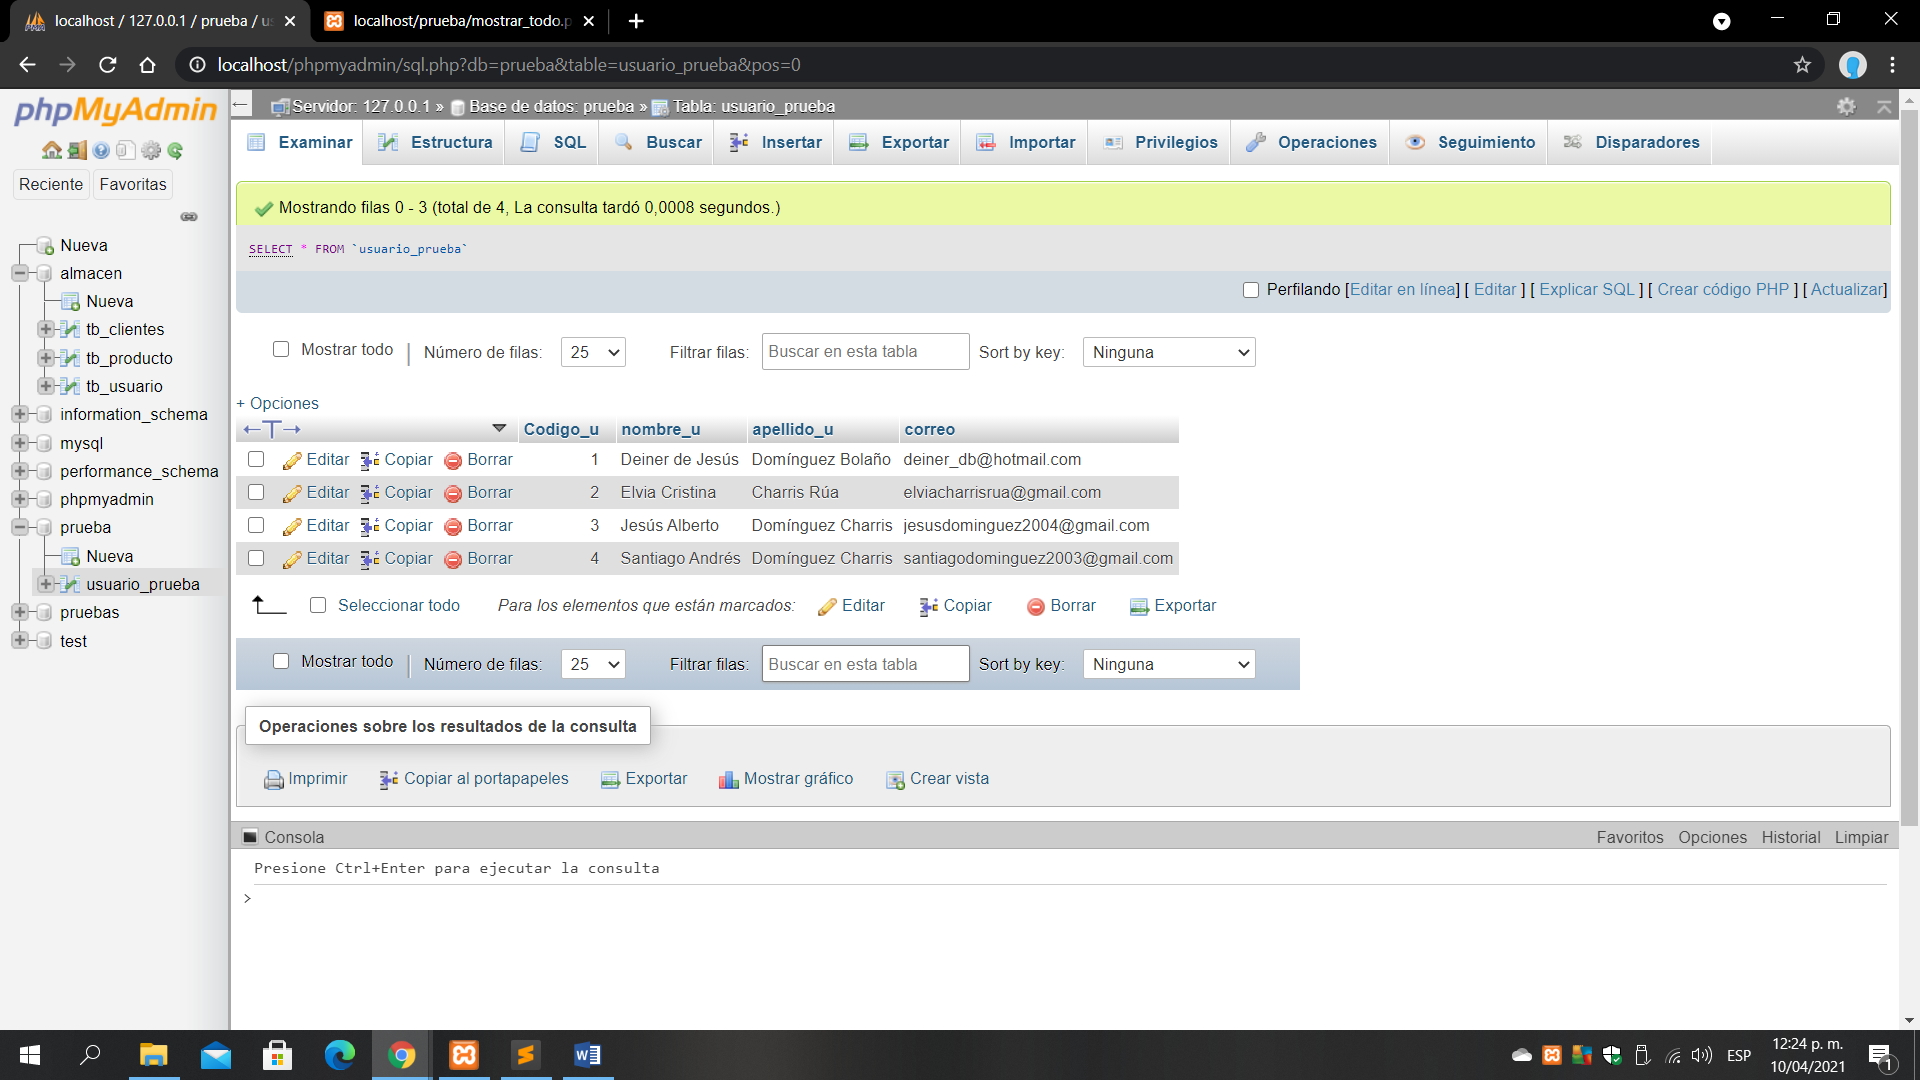 localhost / 127.0.0.1 / prueba / us
localhost/prueba/mostrar_todo.p
localhost/phpmyadmin/sql.php?db=prueba&table=usuario_prueba&pos=0
phpMyAdmin
Reciente
Favoritas
Nueva
almacen
Nueva
tb_clientes
tb_producto
tb_usuario
information_schema
mysql
performance_schema
phpmyadmin
prueba
Nueva
usuario_prueba
pruebas
test
Servidor: 127.0.0.1 » Base de datos: prueba » Tabla: usuario_prueba
Examinar Estructura SQL Buscar Insertar Exportar Importar Privilegios Operaciones Seguimiento Disparadores
Mostrando filas 0 - 3 (total de 4, La consulta tardó 0,0008 segundos.)
SELECT * FROM `usuario_prueba`
Perfilando [Editar en línea] [ Editar ] [ Explicar SQL ] [ Crear código PHP ] [ Actualizar]
Mostrar todo | Número de filas: 25 Filtrar filas: Buscar en esta tabla Sort by key: Ninguna
+ Opciones
←T→ Codigo_u nombre_u apellido_u correo
Editar Copiar Borrar 1 Deiner de Jesús Domínguez Bolaño deiner_db@hotmail.com
Editar Copiar Borrar 2 Elvia Cristina Charris Rúa elviacharrisrua@gmail.com
Editar Copiar Borrar 3 Jesús Alberto Domínguez Charris jesusdominguez2004@gmail.com
Editar Copiar Borrar 4 Santiago Andrés Domínguez Charris santiagodominguez2003@gmail.com
Seleccionar todo Para los elementos que están marcados: Editar Copiar Borrar Exportar
Mostrar todo | Número de filas: 25 Filtrar filas: Buscar en esta tabla Sort by key: Ninguna
Operaciones sobre los resultados de la consulta
Imprimir Copiar al portapapeles Exportar Mostrar gráfico Crear vista
Consola Favoritos Opciones Historial Limpiar
Presione Ctrl+Enter para ejecutar la consulta
>
ESP
12:24 p. m.
10/04/2021
1